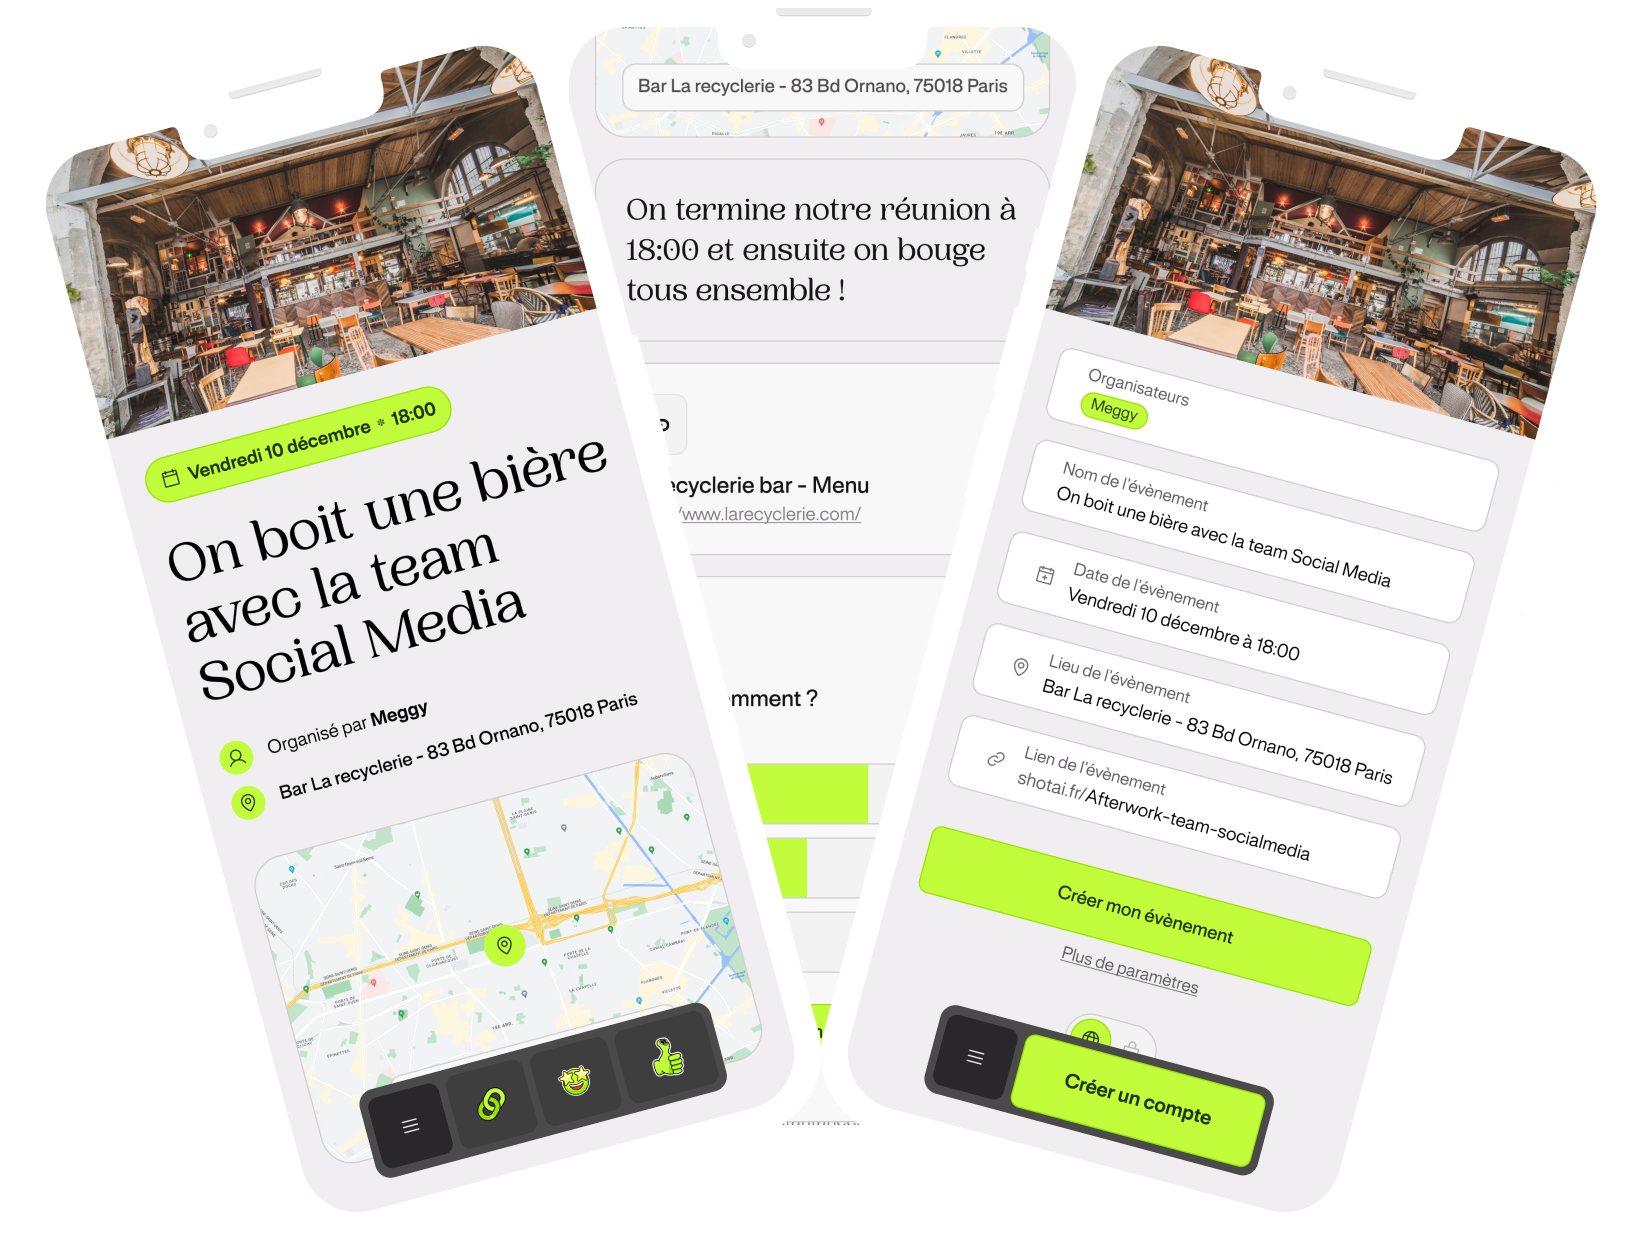 Vendredi 10 décembre * 18:00
On boit une bière
avec la team
Social Media
Organisé par Meggy
Bar La recyclerie - 83 Bd Ornano, 75018 Paris
Bar La recyclerie - 83 Bd Ornano, 75018 Paris
On termine notre réunion à
18:00 et ensuite on bouge
tous ensemble !
ecyclerie bar - Menu
/www.larecyclerie.com/
omment ?
Organisateurs
Meggy
Nom de l'évènement
On boit une bière avec la team Social Media
Date de l'évènement
Vendredi 10 décembre à 18:00
Lieu de l'évènement
Bar La recyclerie - 83 Bd Ornano, 75018 Paris
Lien de l'évènement
shotai.fr/Afterwork-team-socialmedia
Créer mon évènement
Plus de paramètres
Créer un compte